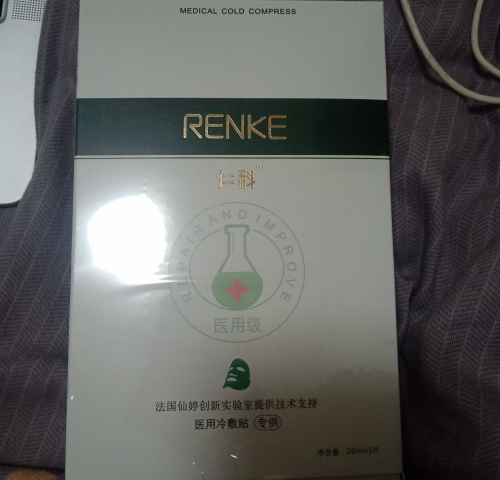 MEDICAL COLD COMPRESS
RENKE
仁科™
REPAIR AND IMPROVE
医用级
法国仙婷创新实验室提供技术支持
医用冷敷贴 专供
净含量：28ml×5片